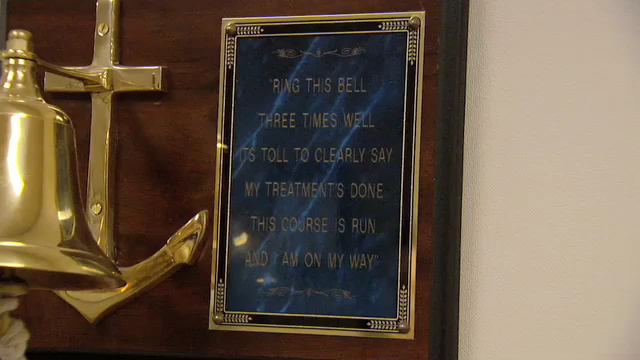 "RING THIS BELL
THREE TIMES WELL
ITS TOLL TO CLEARLY SAY
MY TREATMENT'S DONE
THIS COURSE IS RUN
AND I AM ON MY WAY"